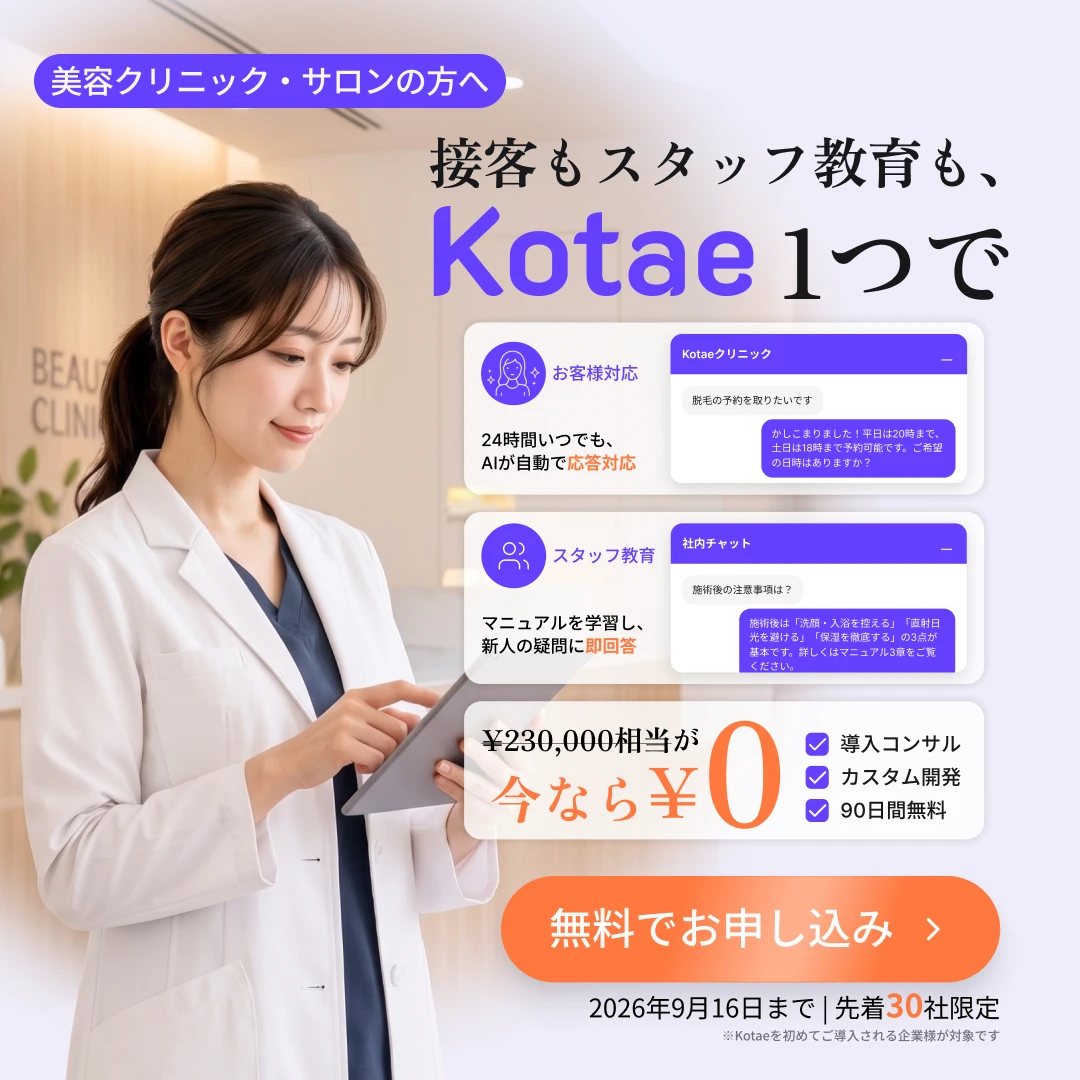 美容クリニック・サロンの方へ
接客もスタッフ教育も、
Kotae 1つで
BEAU
CLINI
お客様対応
24時間いつでも、
AIが自動で応答対応
Kotaeクリニック
脱毛の予約を取りたいです
かしこまりました！平日は20時まで、
土日は18時まで予約可能です。ご希望
の日時はありますか？
スタッフ教育
マニュアルを学習し、
新人の疑問に即回答
社内チャット
施術後の注意事項は？
施術後は「洗顔・入浴を控える」「直射日
光を避ける」「保湿を徹底する」の3点が
基本です。詳しくはマニュアル3章をご覧
ください。
¥230,000相当が
今なら¥0
導入コンサル
カスタム開発
90日間無料
無料でお申し込み
2026年9月16日まで | 先着30社限定
※Kotaeを初めてご導入される企業様が対象です